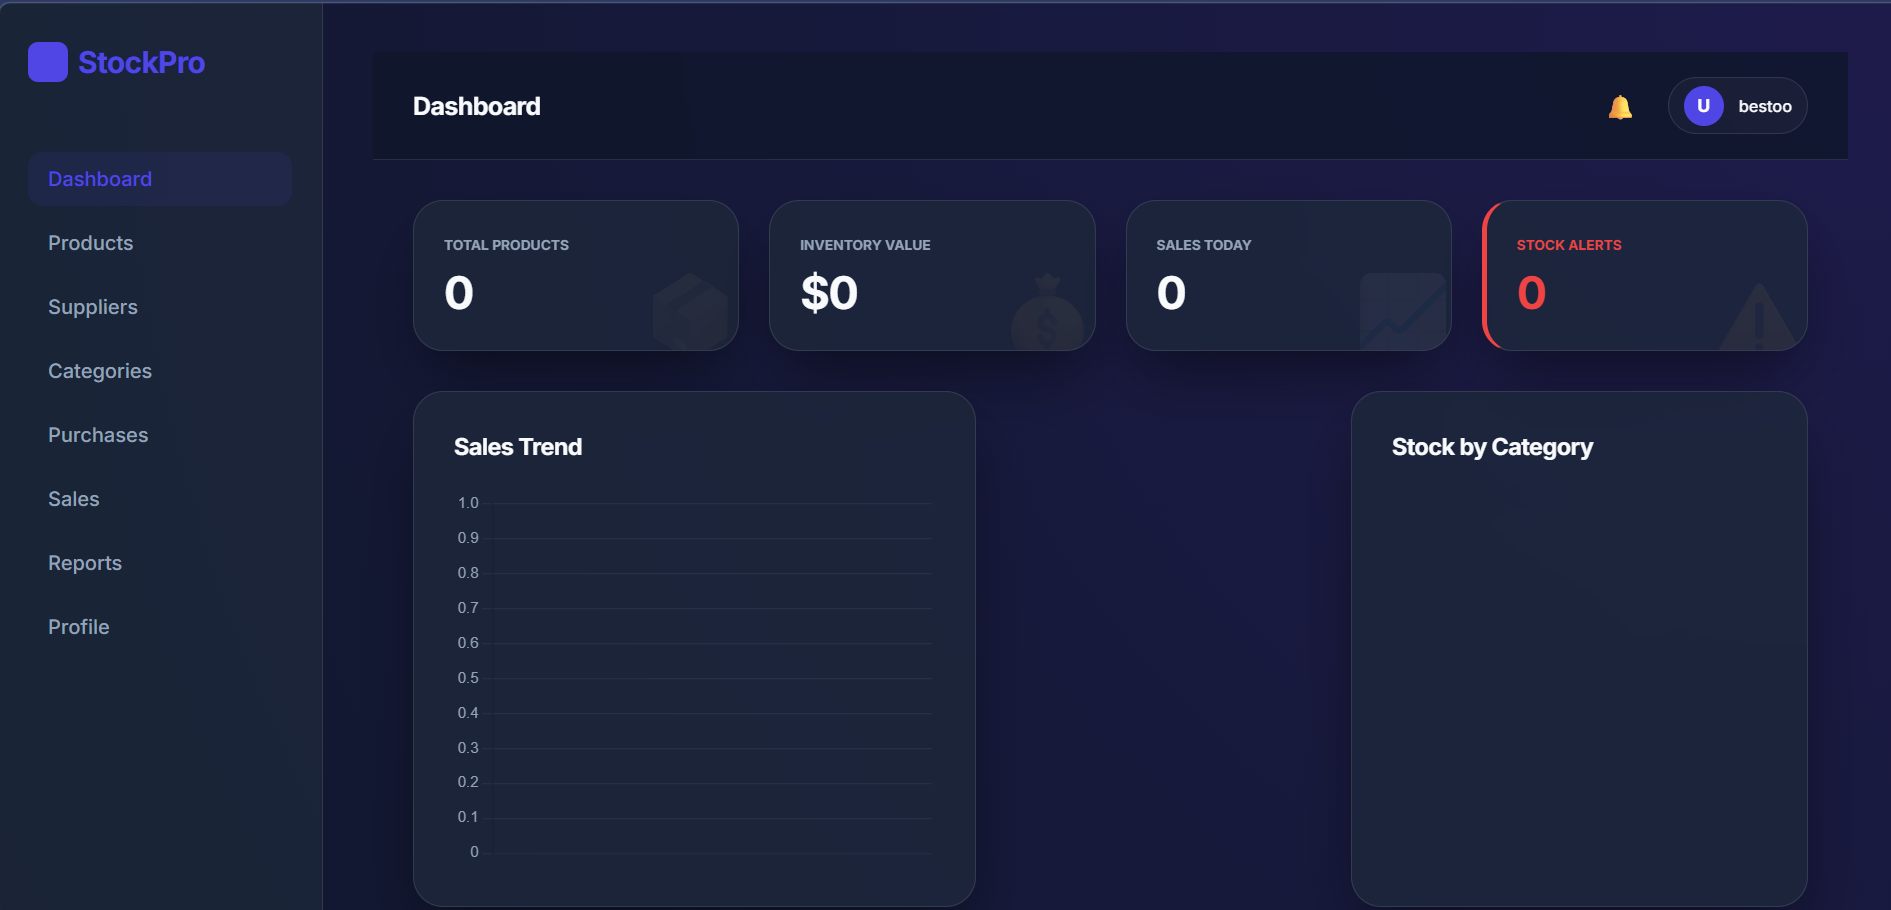 StockPro
Dashboard
Products
Suppliers
Categories
Purchases
Sales
Reports
Profile
Dashboard
U bestoo
TOTAL PRODUCTS
0
INVENTORY VALUE
$0
SALES TODAY
0
STOCK ALERTS
0
Sales Trend
1.0
0.9
0.8
0.7
0.6
0.5
0.4
0.3
0.2
0.1
0
Stock by Category